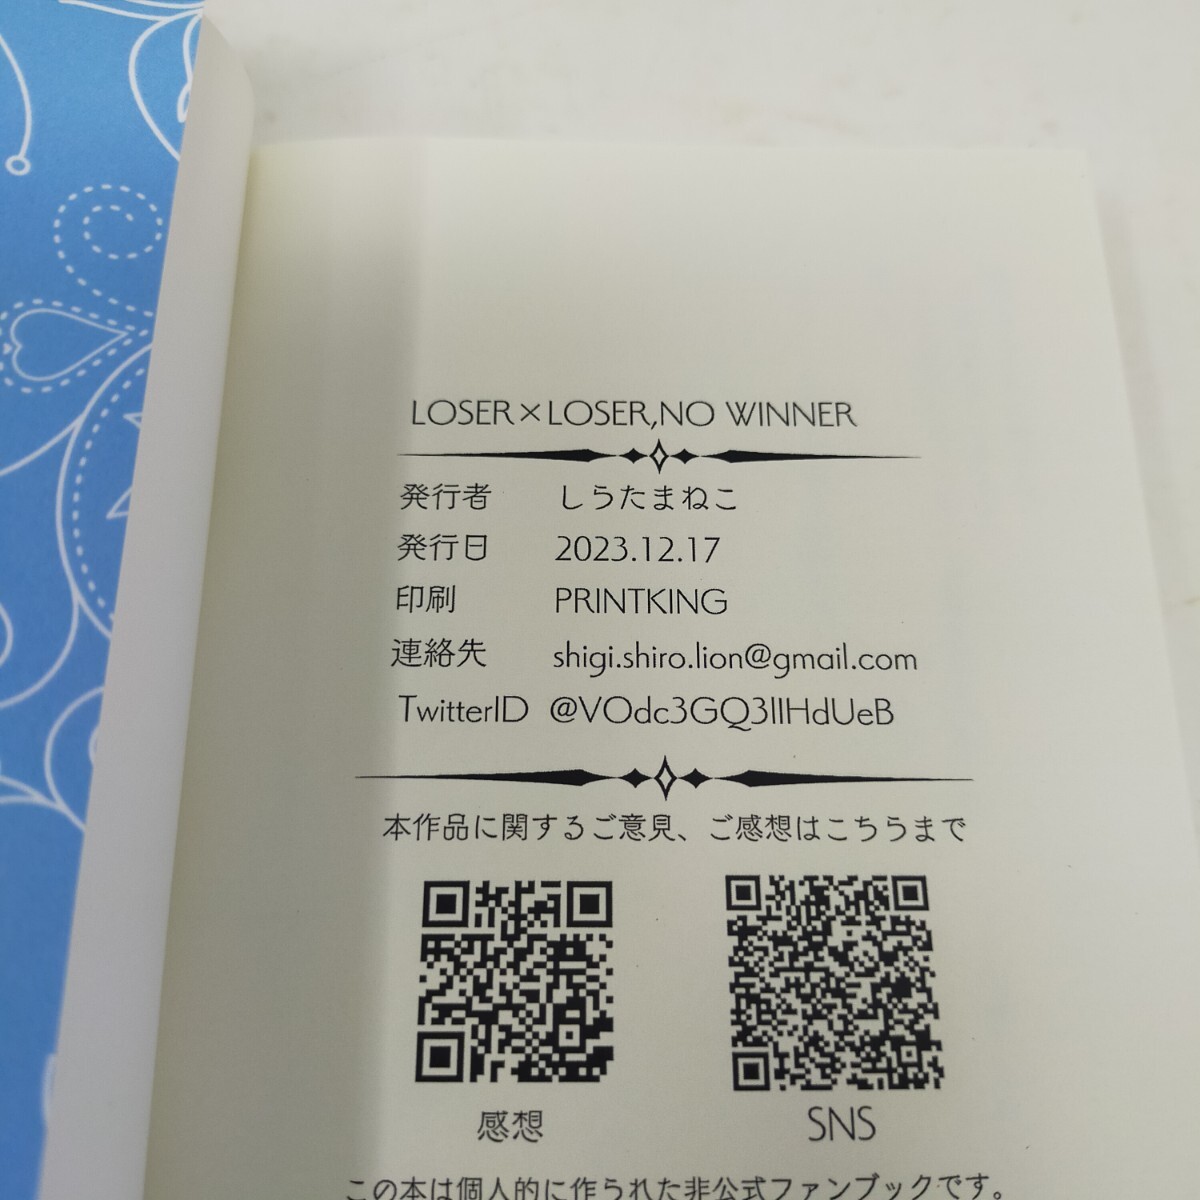 LOSER×LOSER,NO WINNER
発行者 しらたまねこ
発行日 2023.12.17
印刷 PRINTKING
連絡先 shigi.shiro.lion@gmail.com
TwitterID @VOdc3GQ3lIHdUeB
本作品に関するご意見、ご感想はこちらまで
感想 SNS
この本は個人的に作られた非公式ファンブックです。